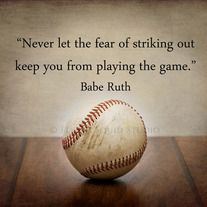 “Never let the fear of striking out
keep you from playing the game.”
Babe Ruth